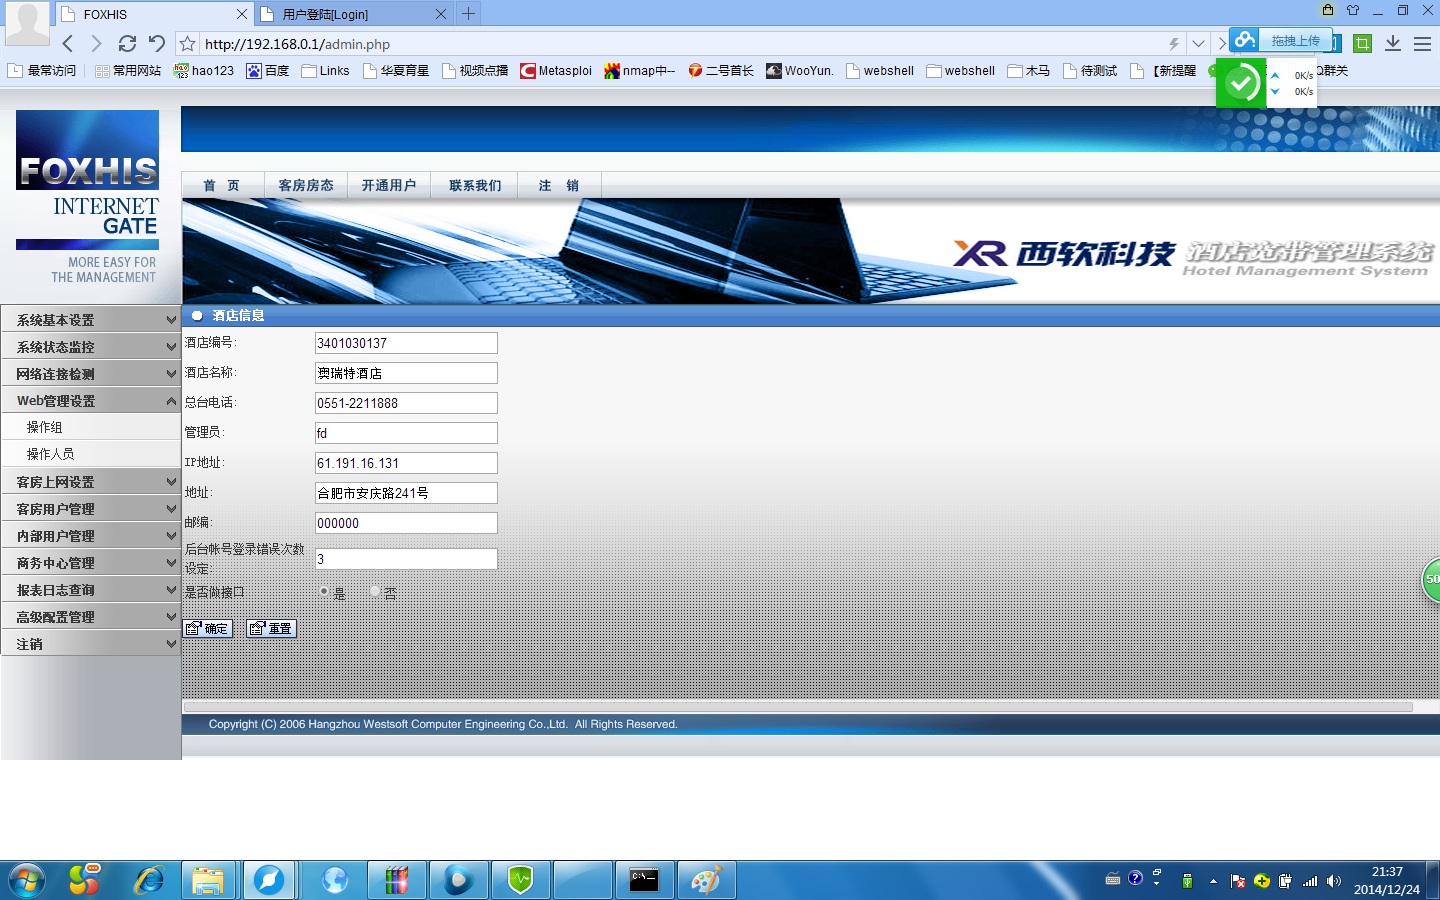 FOXHIS
用户登陆[Login]
http://192.168.0.1/admin.php
拖拽上传
最常访问 常用网站 hao123 百度 Links 华夏育星 视频点播 Metasploi nmap中-- 二号首长 WooYun. webshell webshell 木马 待测试 【新提醒 Q群关
0K/s
0K/s
FOXHIS
INTERNET
GATE
MORE EASY FOR
THE MANAGEMENT
首 页 客房房态 开通用户 联系我们 注 销
XR 西软科技 酒店宽带管理系统
Hotel Management System
系统基本设置
系统状态监控
网络连接检测
Web管理设置
操作组
操作人员
客房上网设置
客房用户管理
内部用户管理
商务中心管理
报表日志查询
高级配置管理
注销
酒店信息
酒店编号: 3401030137
酒店名称: 澳瑞特酒店
总台电话: 0551-2211888
管理员: fd
IP地址: 61.191.16.131
地址: 合肥市安庆路241号
邮编: 000000
后台帐号登录错误次数
设定: 3
是否做接口 是 否
确定 重置
50
Copyright (C) 2006 Hangzhou Westsoft Computer Engineering Co.,Ltd. All Rights Reserved.
21:37
2014/12/24